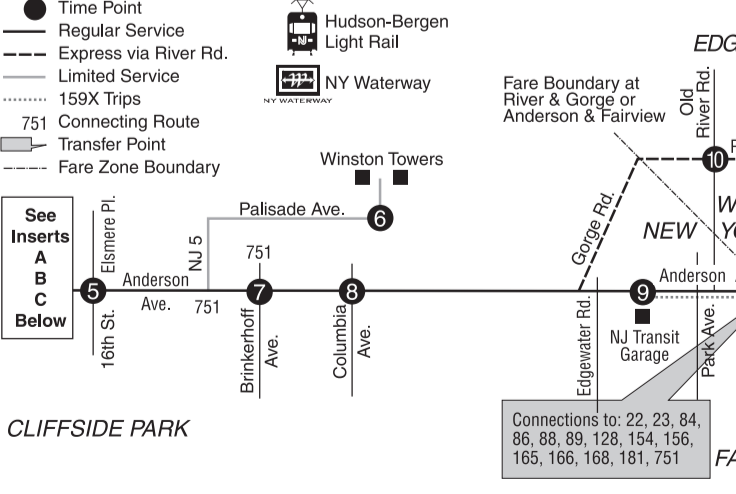 Time Point
Regular Service
Express via River Rd.
Limited Service
159X Trips
751 Connecting Route
Transfer Point
Fare Zone Boundary
Hudson-Bergen
Light Rail
NY WATERWAY
NY Waterway
EDG
Fare Boundary at
River & Gorge or
Anderson & Fairview
Old
River Rd.
10
Winston Towers
6
Palisade Ave.
NJ 5
See
Inserts
A
B
C
Below
Elsmere Pl.
5
16th St.
Anderson
Ave.
751
751
7
Brinkerhoff
Ave.
8
Columbia
Ave.
Gorge Rd.
Edgewater Rd.
NEW
YO
W
Anderson
9
NJ Transit
Garage
Park Ave.
Connections to: 22, 23, 84,
86, 88, 89, 128, 154, 156,
165, 166, 168, 181, 751
CLIFFSIDE PARK
FA